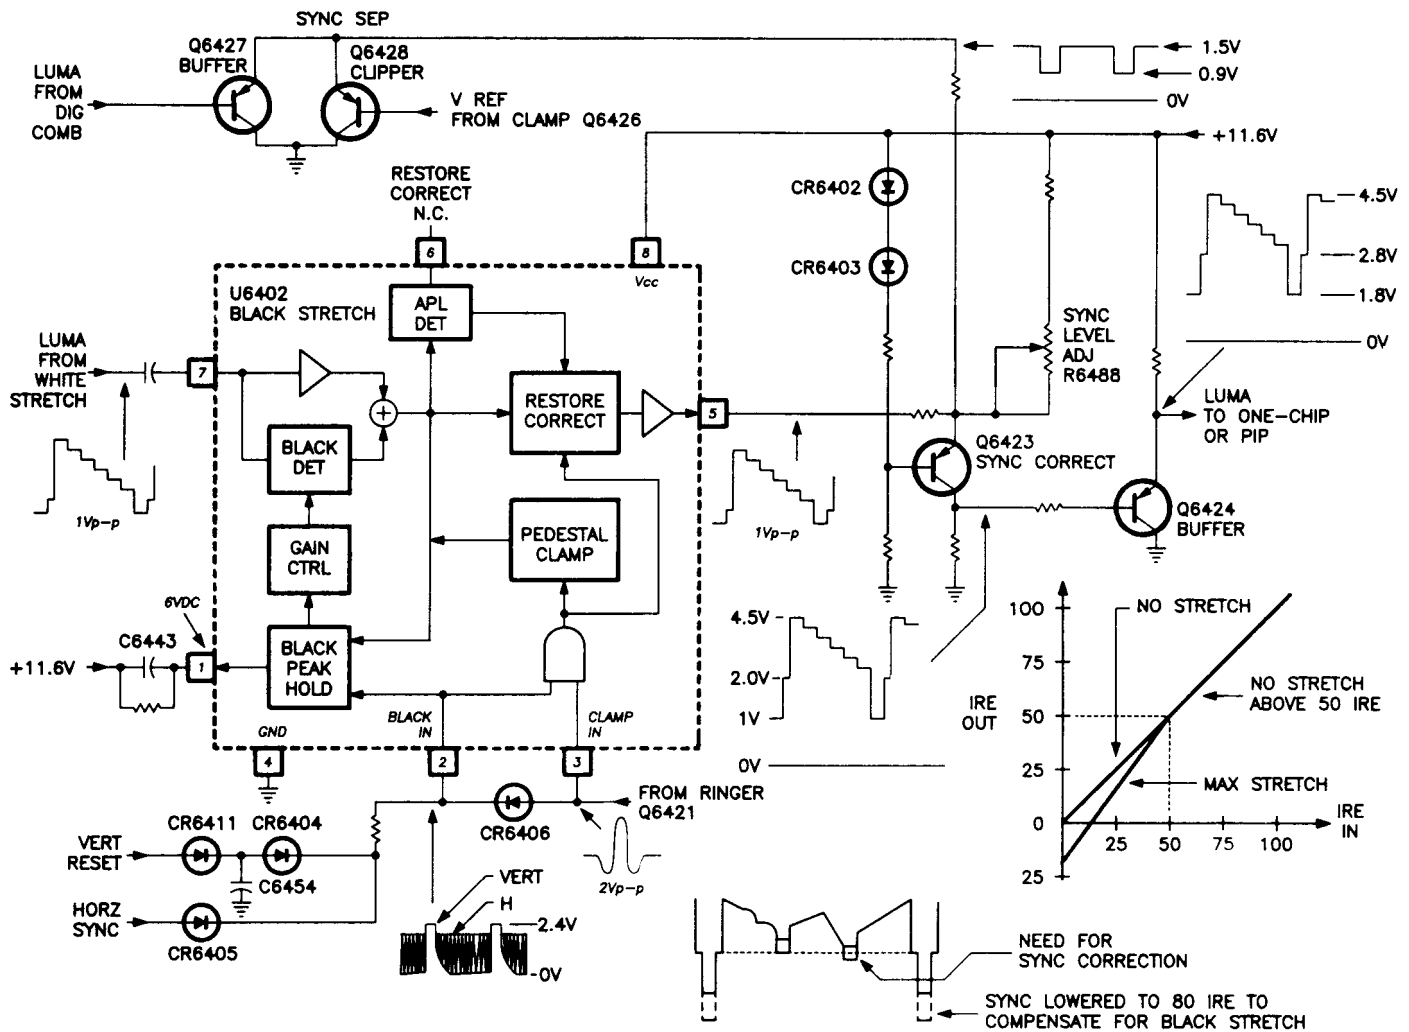 SYNC SEP
Q6427
BUFFER
Q6428
CLIPPER
LUMA
FROM
DIG
COMB
V REF
FROM CLAMP Q6426
1.5V
0.9V
0V
+11.6V
RESTORE
CORRECT
N.C.
CR6402
CR6403
4.5V
2.8V
1.8V
0V
6
8
Vcc
U6402
BLACK STRETCH
APL
DET
SYNC
LEVEL
ADJ
R6488
LUMA
FROM
WHITE
STRETCH
7
RESTORE
CORRECT
5
LUMA
TO ONE-CHIP
OR PIP
BLACK
DET
Q6423
SYNC CORRECT
1Vp-p
1Vp-p
Q6424
BUFFER
GAIN
CTRL
PEDESTAL
CLAMP
6VDC
C6443
+11.6V
1
BLACK
PEAK
HOLD
4.5V
2.0V
1V
0V
BLACK
IN
CLAMP
IN
GND
4
2
3
100
75
IRE
OUT
50
25
0
25
NO STRETCH
NO STRETCH
ABOVE 50 IRE
MAX STRETCH
IRE
IN
25
50
75
100
FROM RINGER
Q6421
CR6406
CR6411
CR6404
VERT
RESET
C6454
2Vp-p
HORZ
SYNC
CR6405
VERT
H
2.4V
0V
NEED FOR
SYNC CORRECTION
SYNC LOWERED TO 80 IRE TO
COMPENSATE FOR BLACK STRETCH